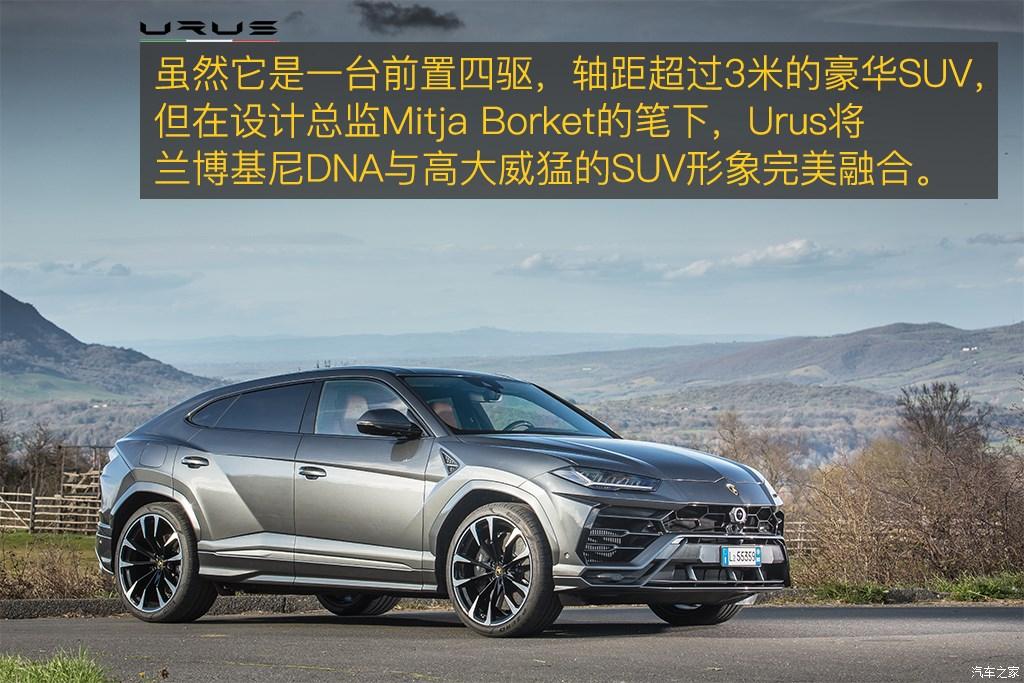 URUS
虽然它是一台前置四驱，轴距超过3米的豪华SUV，
但在设计总监Mitja Borket的笔下，Urus将
兰博基尼DNA与高大威猛的SUV形象完美融合。
汽车之家